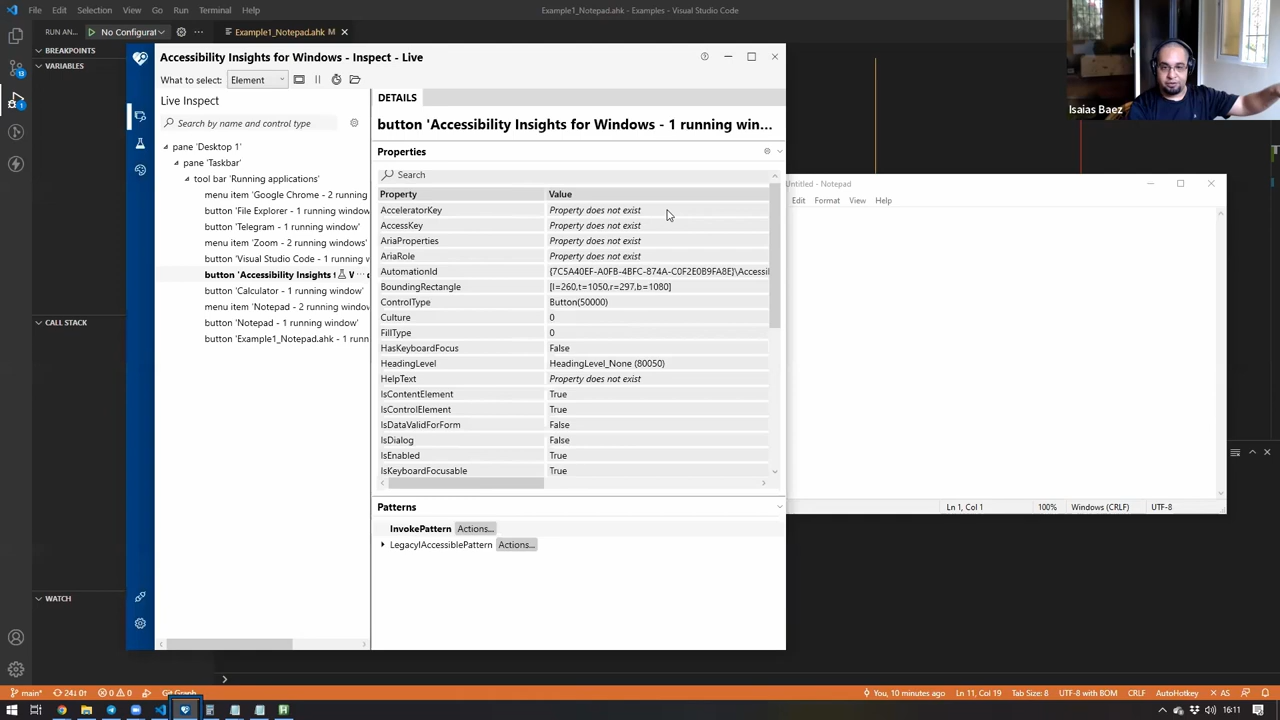 File Edit Selection View Go Run Terminal Help
Example1_Notepad.ahk - Examples - Visual Studio Code
RUN AN... No Configurat
Example1_Notepad.ahk M
BREAKPOINTS
VARIABLES
CALL STACK
WATCH
Accessibility Insights for Windows - Inspect - Live
What to select: Element
Live Inspect
Search by name and control type
pane 'Desktop 1'
pane 'Taskbar'
tool bar 'Running applications'
menu item 'Google Chrome - 2 running
button 'File Explorer - 1 running window
button 'Telegram - 1 running window'
menu item 'Zoom - 2 running windows'
button 'Visual Studio Code - 1 running w
button 'Accessibility Insights
button 'Calculator - 1 running window'
menu item 'Notepad - 2 running window
button 'Notepad - 1 running window'
button 'Example1_Notepad.ahk - 1 runn
DETAILS
button 'Accessibility Insights for Windows - 1 running win...
Properties
Search
Property Value
AcceleratorKey Property does not exist
AccessKey Property does not exist
AriaProperties Property does not exist
AriaRole Property does not exist
AutomationId {7C5A40EF-A0FB-4BFC-874A-C0F2E0B9FA8E}\Accessil
BoundingRectangle [l=260,t=1050,r=297,b=1080]
ControlType Button(50000)
Culture 0
FillType 0
HasKeyboardFocus False
HeadingLevel HeadingLevel_None (80050)
HelpText Property does not exist
IsContentElement True
IsControlElement True
IsDataValidForForm False
IsDialog False
IsEnabled True
IsKeyboardFocusable True
Patterns
InvokePattern Actions...
LegacyIAccessiblePattern Actions...
Isaias Baez
Untitled - Notepad
Edit Format View Help
Ln 1, Col 1 100% Windows (CRLF) UTF-8
main* 24↓0↑ 0 0 Git Graph
You, 10 minutes ago Ln 11, Col 19 Tab Size: 8 UTF-8 with BOM CRLF AutoHotkey AS
16:11